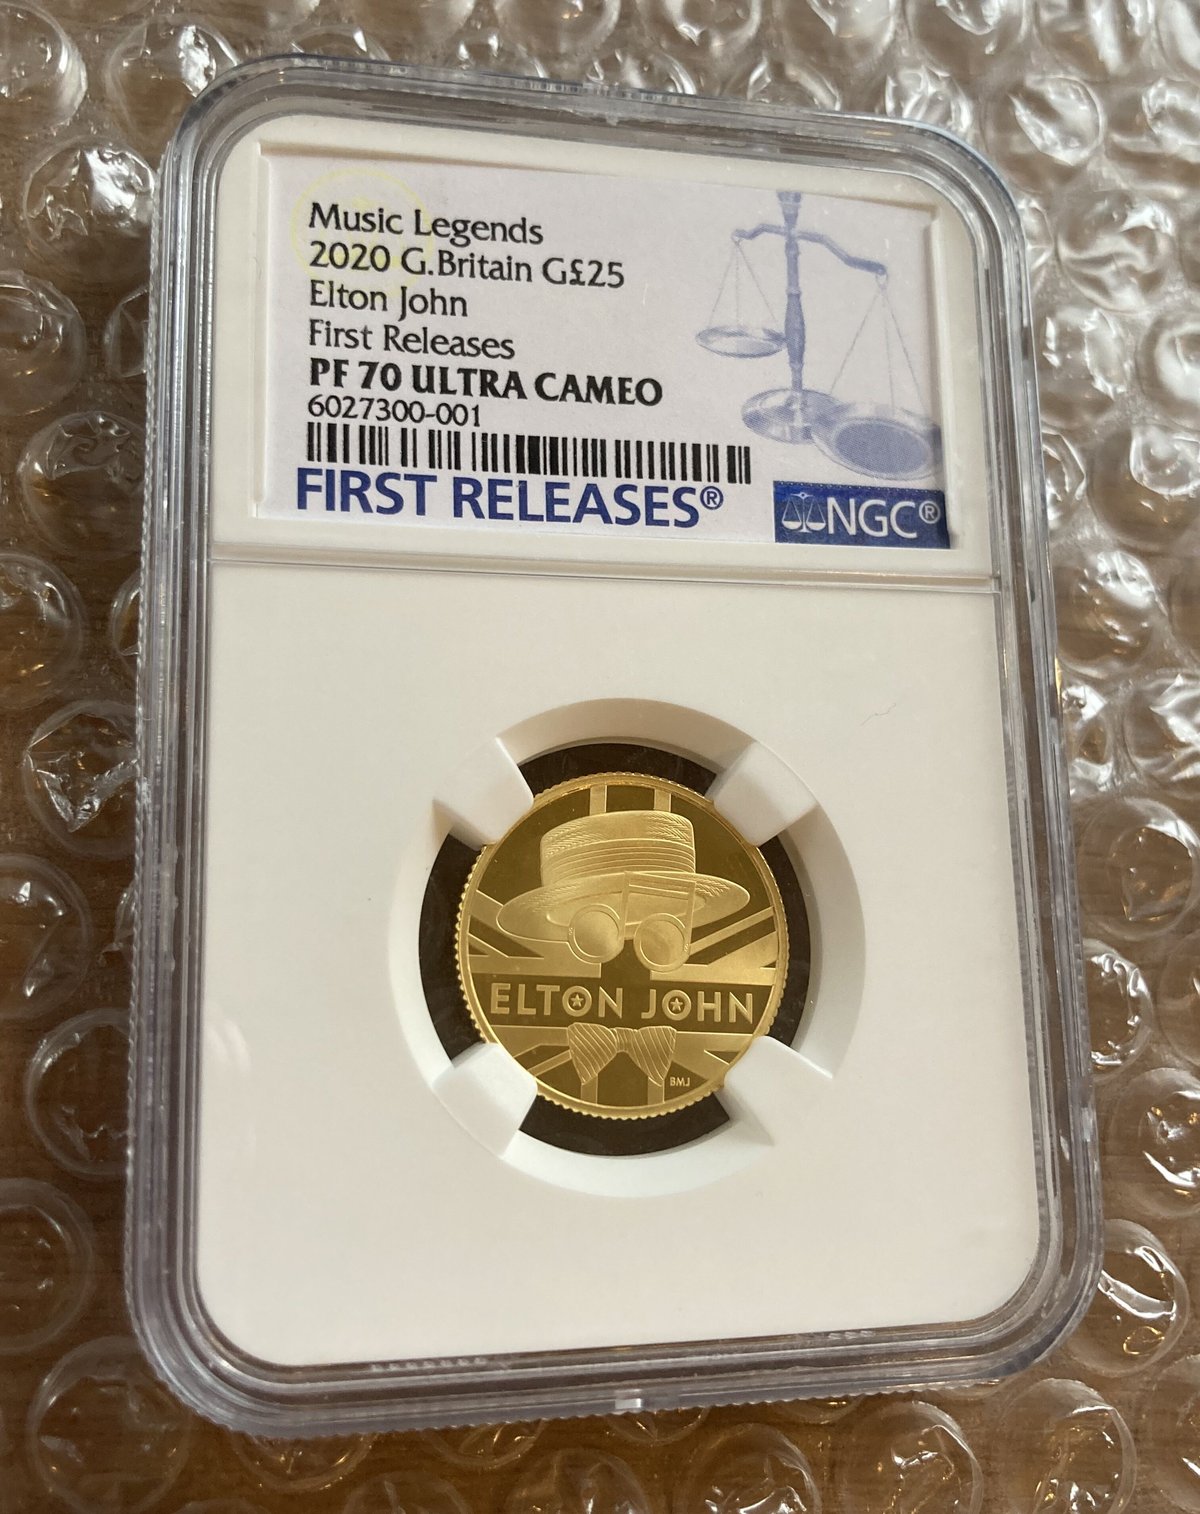 Music Legends
2020 G.Britain G£25
Elton John
First Releases
PF 70 ULTRA CAMEO
6027300-001
FIRST RELEASES®
NGC®
ELTON JOHN
BMJ